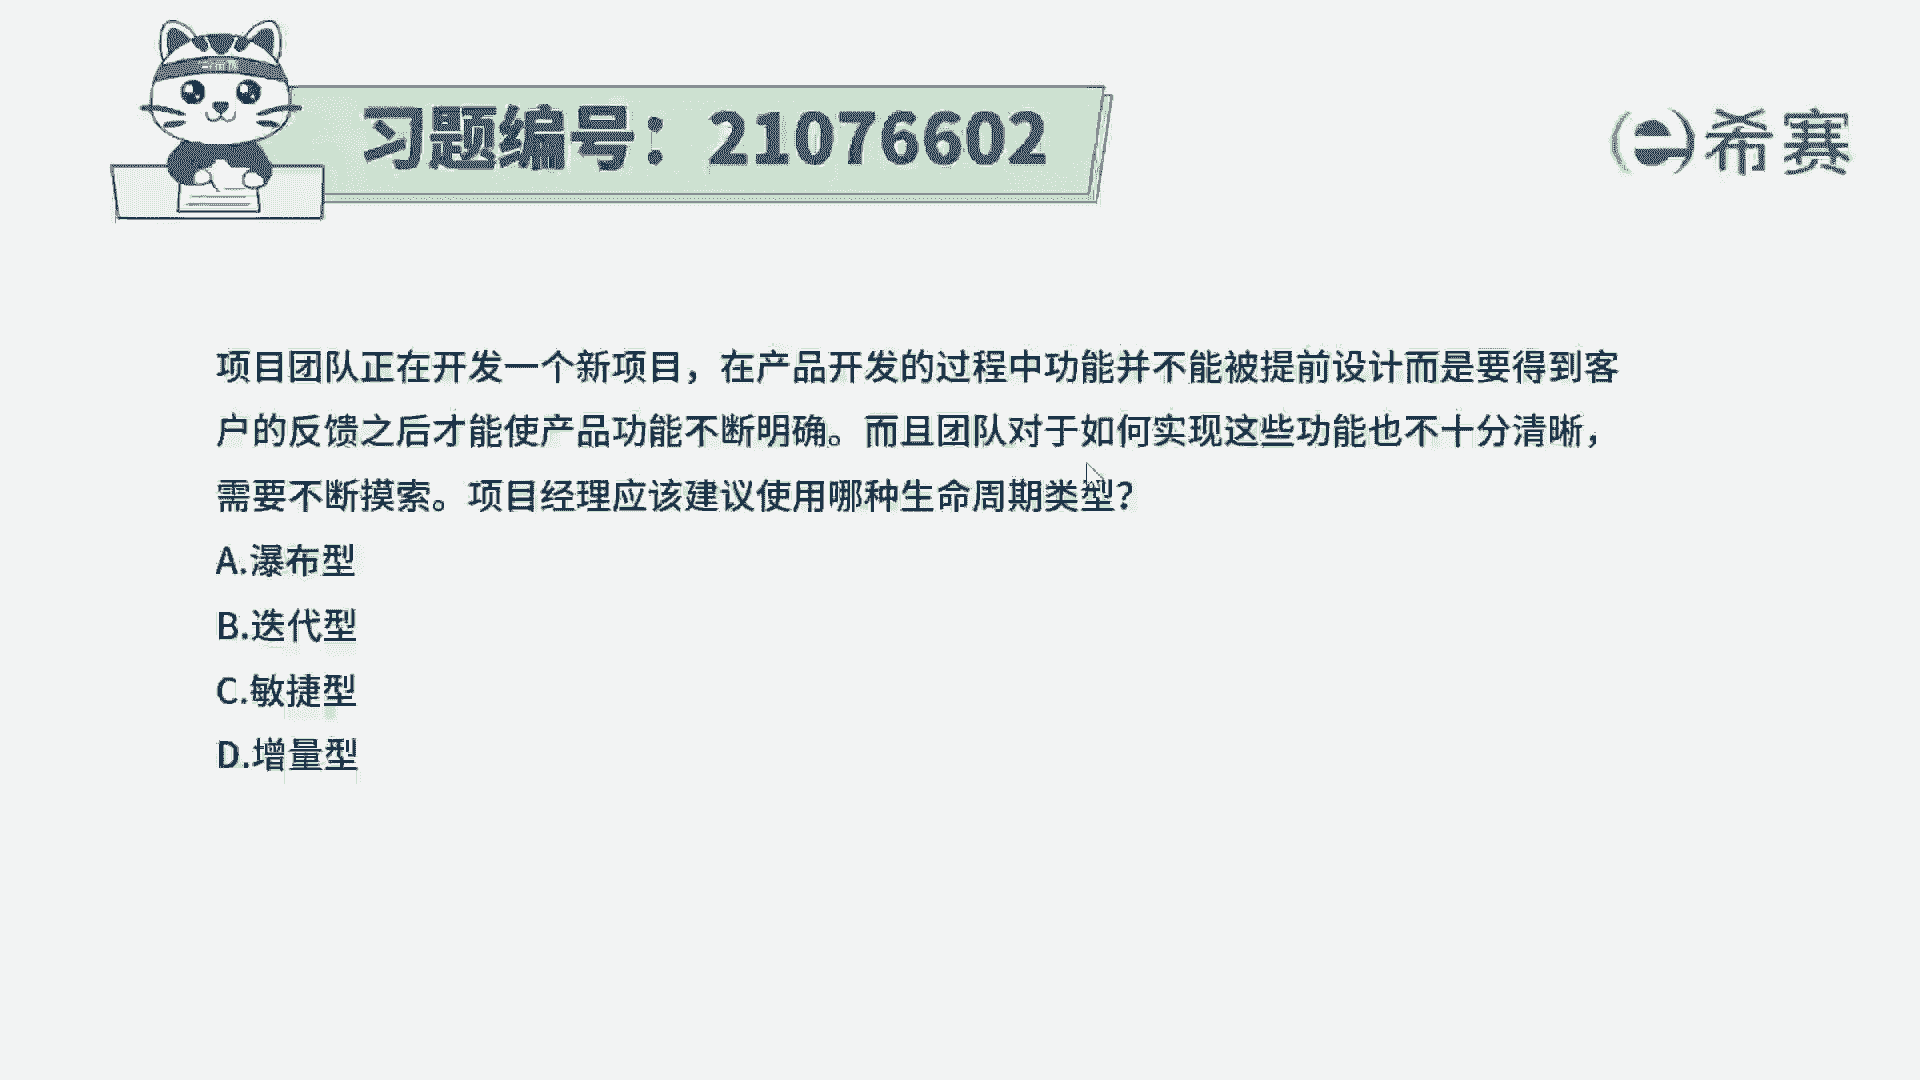 习题编号：21076602
希赛
项目团队正在开发一个新项目，在产品开发的过程中功能并不能被提前设计而是要得到客
户的反馈之后才能使产品功能不断明确。而且团队对于如何实现这些功能也不十分清晰，
需要不断摸索。项目经理应该建议使用哪种生命周期类型？
A.瀑布型
B.迭代型
C.敏捷型
D.增量型